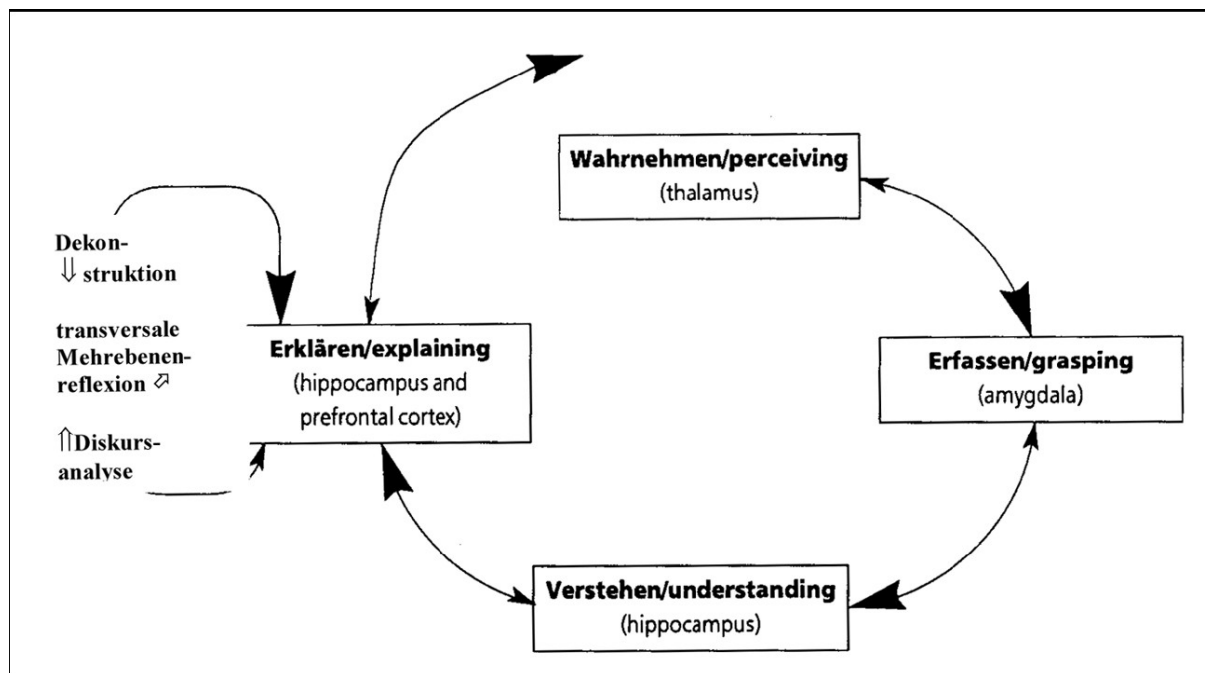 Wahrnehmen/perceiving
(thalamus)
Dekon-
⇓ struktion
transversale
Mehrebenen-
reflexion ⇗
⇑Diskurs-
analyse
Erklären/explaining
(hippocampus and
prefrontal cortex)
Erfassen/grasping
(amygdala)
Verstehen/understanding
(hippocampus)